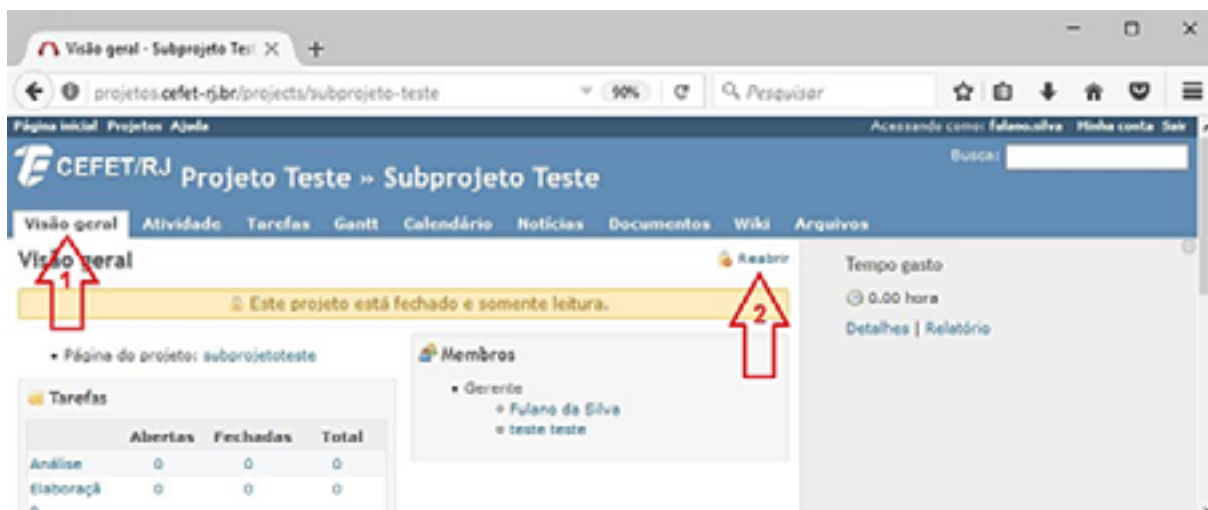 Visão geral - Subprojeto Tes
projetos.cefet-rj.br/projects/subprojeto-teste
90%
Pesquisar
Página inicial Projetos Ajuda
Acessando como: fulano.silva Minha conta Sair
CEFET/RJ
Projeto Teste » Subprojeto Teste
Busca:
Visão geral Atividade Tarefas Gantt Calendário Notícias Documentos Wiki Arquivos
Visão geral
1
Reabrir
2
Este projeto está fechado e somente leitura.
Tempo gasto
0.00 hora
Detalhes | Relatório
Página do projeto: subprojetoteste
Membros
Gerente
Fulano da Silva
teste teste
Tarefas
Abertas Fechadas Total
Análise 0 0 0
Elaboraçã 0 0 0